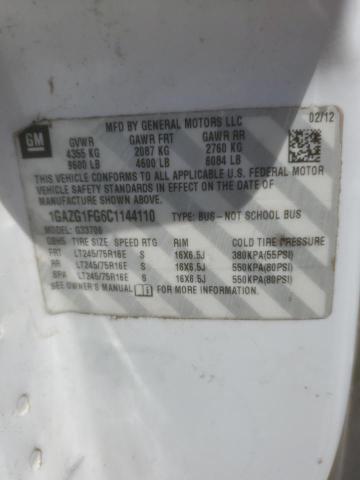 GM
MFD BY GENERAL MOTORS LLC 02/12
GVWR GAWR FRT GAWR RR
4355 KG 2087 KG 2760 KG
9600 LB 4600 LB 6084 LB
THIS VEHICLE CONFORMS TO ALL APPLICABLE U.S. FEDERAL MOTOR
VEHICLE SAFETY STANDARDS IN EFFECT ON THE DATE OF
MANUFACTURE SHOWN ABOVE.
1GAZG1FG6C1144110 TYPE: BUS-NOT SCHOOL BUS
MODEL: G33706
TIRE SIZE SPEED RTG RIM COLD TIRE PRESSURE
FRT LT245/75R16E S 16X6.5J 380KPA(55PSI)
RR LT245/75R16E S 16X6.5J 550KPA(80PSI)
SPA LT245/75R16E S 16X6.5J 550KPA(80PSI)
SEE OWNER'S MANUAL FOR MORE INFORMATION.